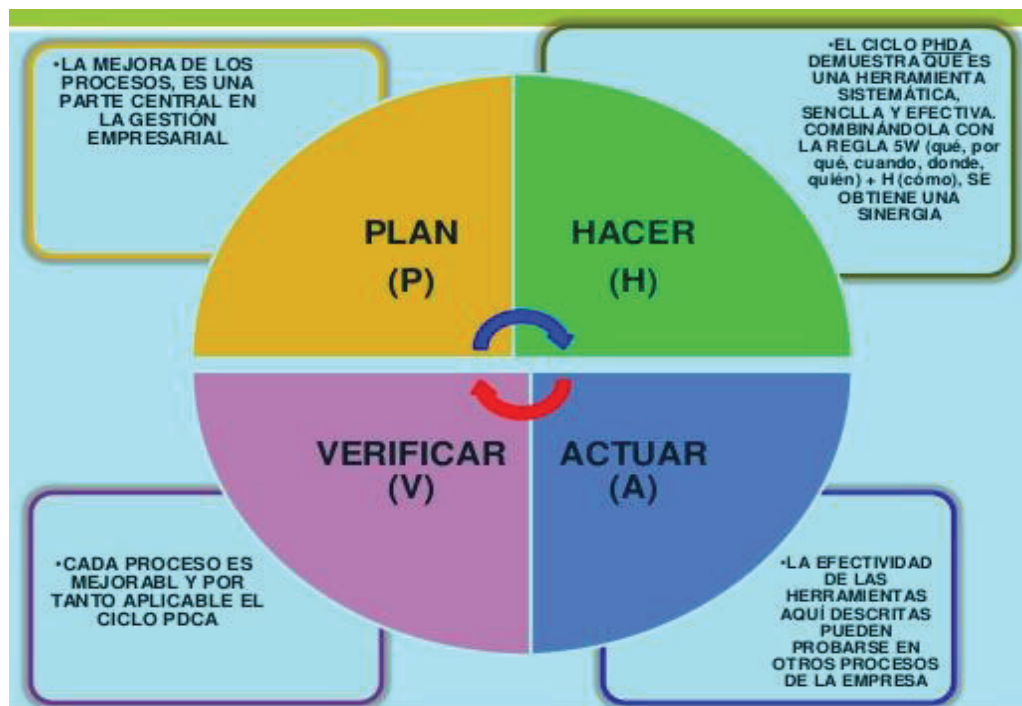 •LA MEJORA DE LOS
PROCESOS, ES UNA
PARTE CENTRAL EN
LA GESTIÓN
EMPRESARIAL
•EL CICLO PHDA
DEMUESTRA QUE ES
UNA HERRAMIENTA
SISTEMÁTICA,
SENCLLA Y EFECTIVA.
COMBINÁNDOLA CON
LA REGLA 5W (qué, por
qué, cuando, donde,
quién) + H (cómo), SE
OBTIENE UNA
SINERGIA
PLAN
(P)
HACER
(H)
VERIFICAR
(V)
ACTUAR
(A)
•CADA PROCESO ES
MEJORABL Y POR
TANTO APLICABLE EL
CICLO PDCA
•LA EFECTIVIDAD
DE LAS
HERRAMIENTAS
AQUÍ DESCRITAS
PUEDEN
PROBARSE EN
OTROS PROCESOS
DE LA EMPRESA